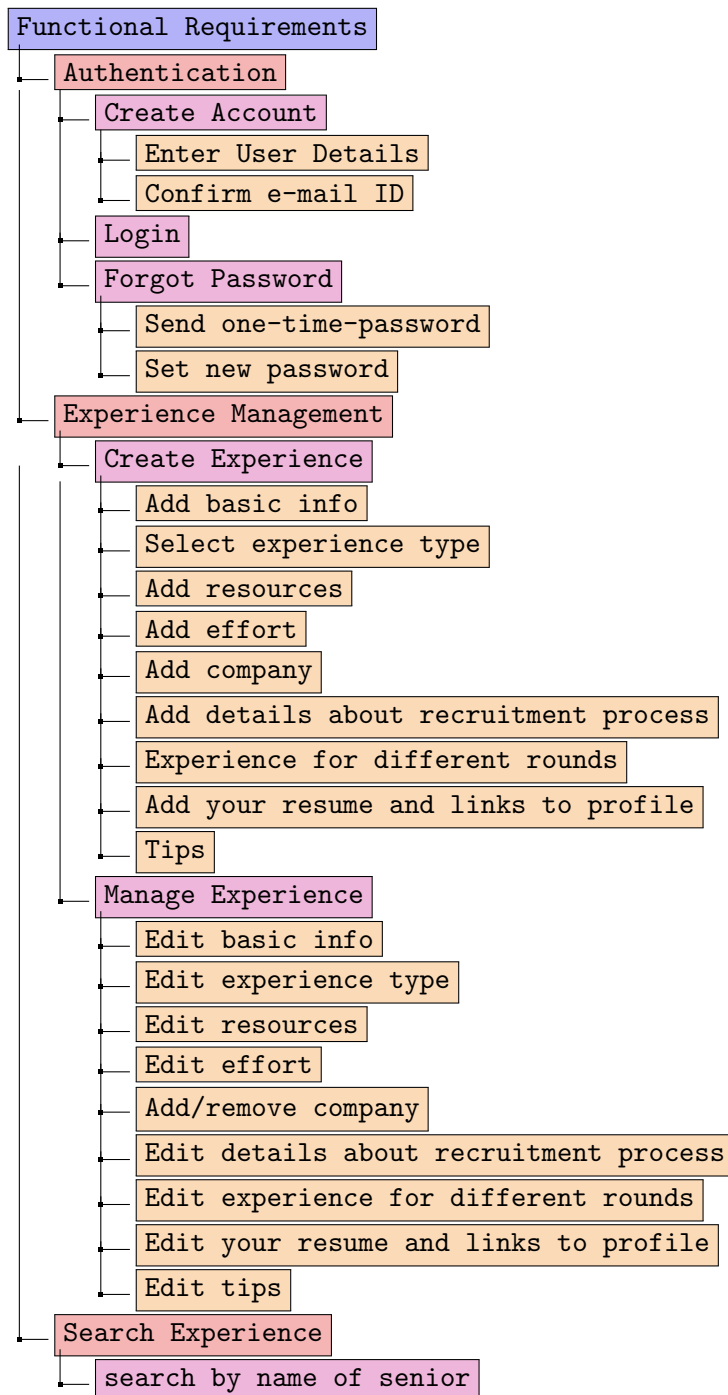 Functional Requirements
Authentication
Create Account
Enter User Details
Confirm e-mail ID
Login
Forgot Password
Send one-time-password
Set new password
Experience Management
Create Experience
Add basic info
Select experience type
Add resources
Add effort
Add company
Add details about recruitment process
Experience for different rounds
Add your resume and links to profile
Tips
Manage Experience
Edit basic info
Edit experience type
Edit resources
Edit effort
Add/remove company
Edit details about recruitment process
Edit experience for different rounds
Edit your resume and links to profile
Edit tips
Search Experience
search by name of senior